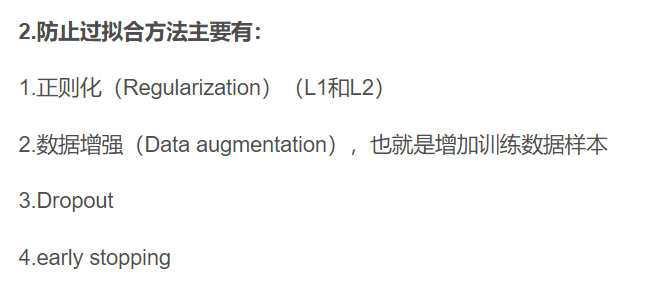 2.防止过拟合方法主要有：
1.正则化（Regularization）（L1和L2）
2.数据增强（Data augmentation），也就是增加训练数据样本
3.Dropout
4.early stopping